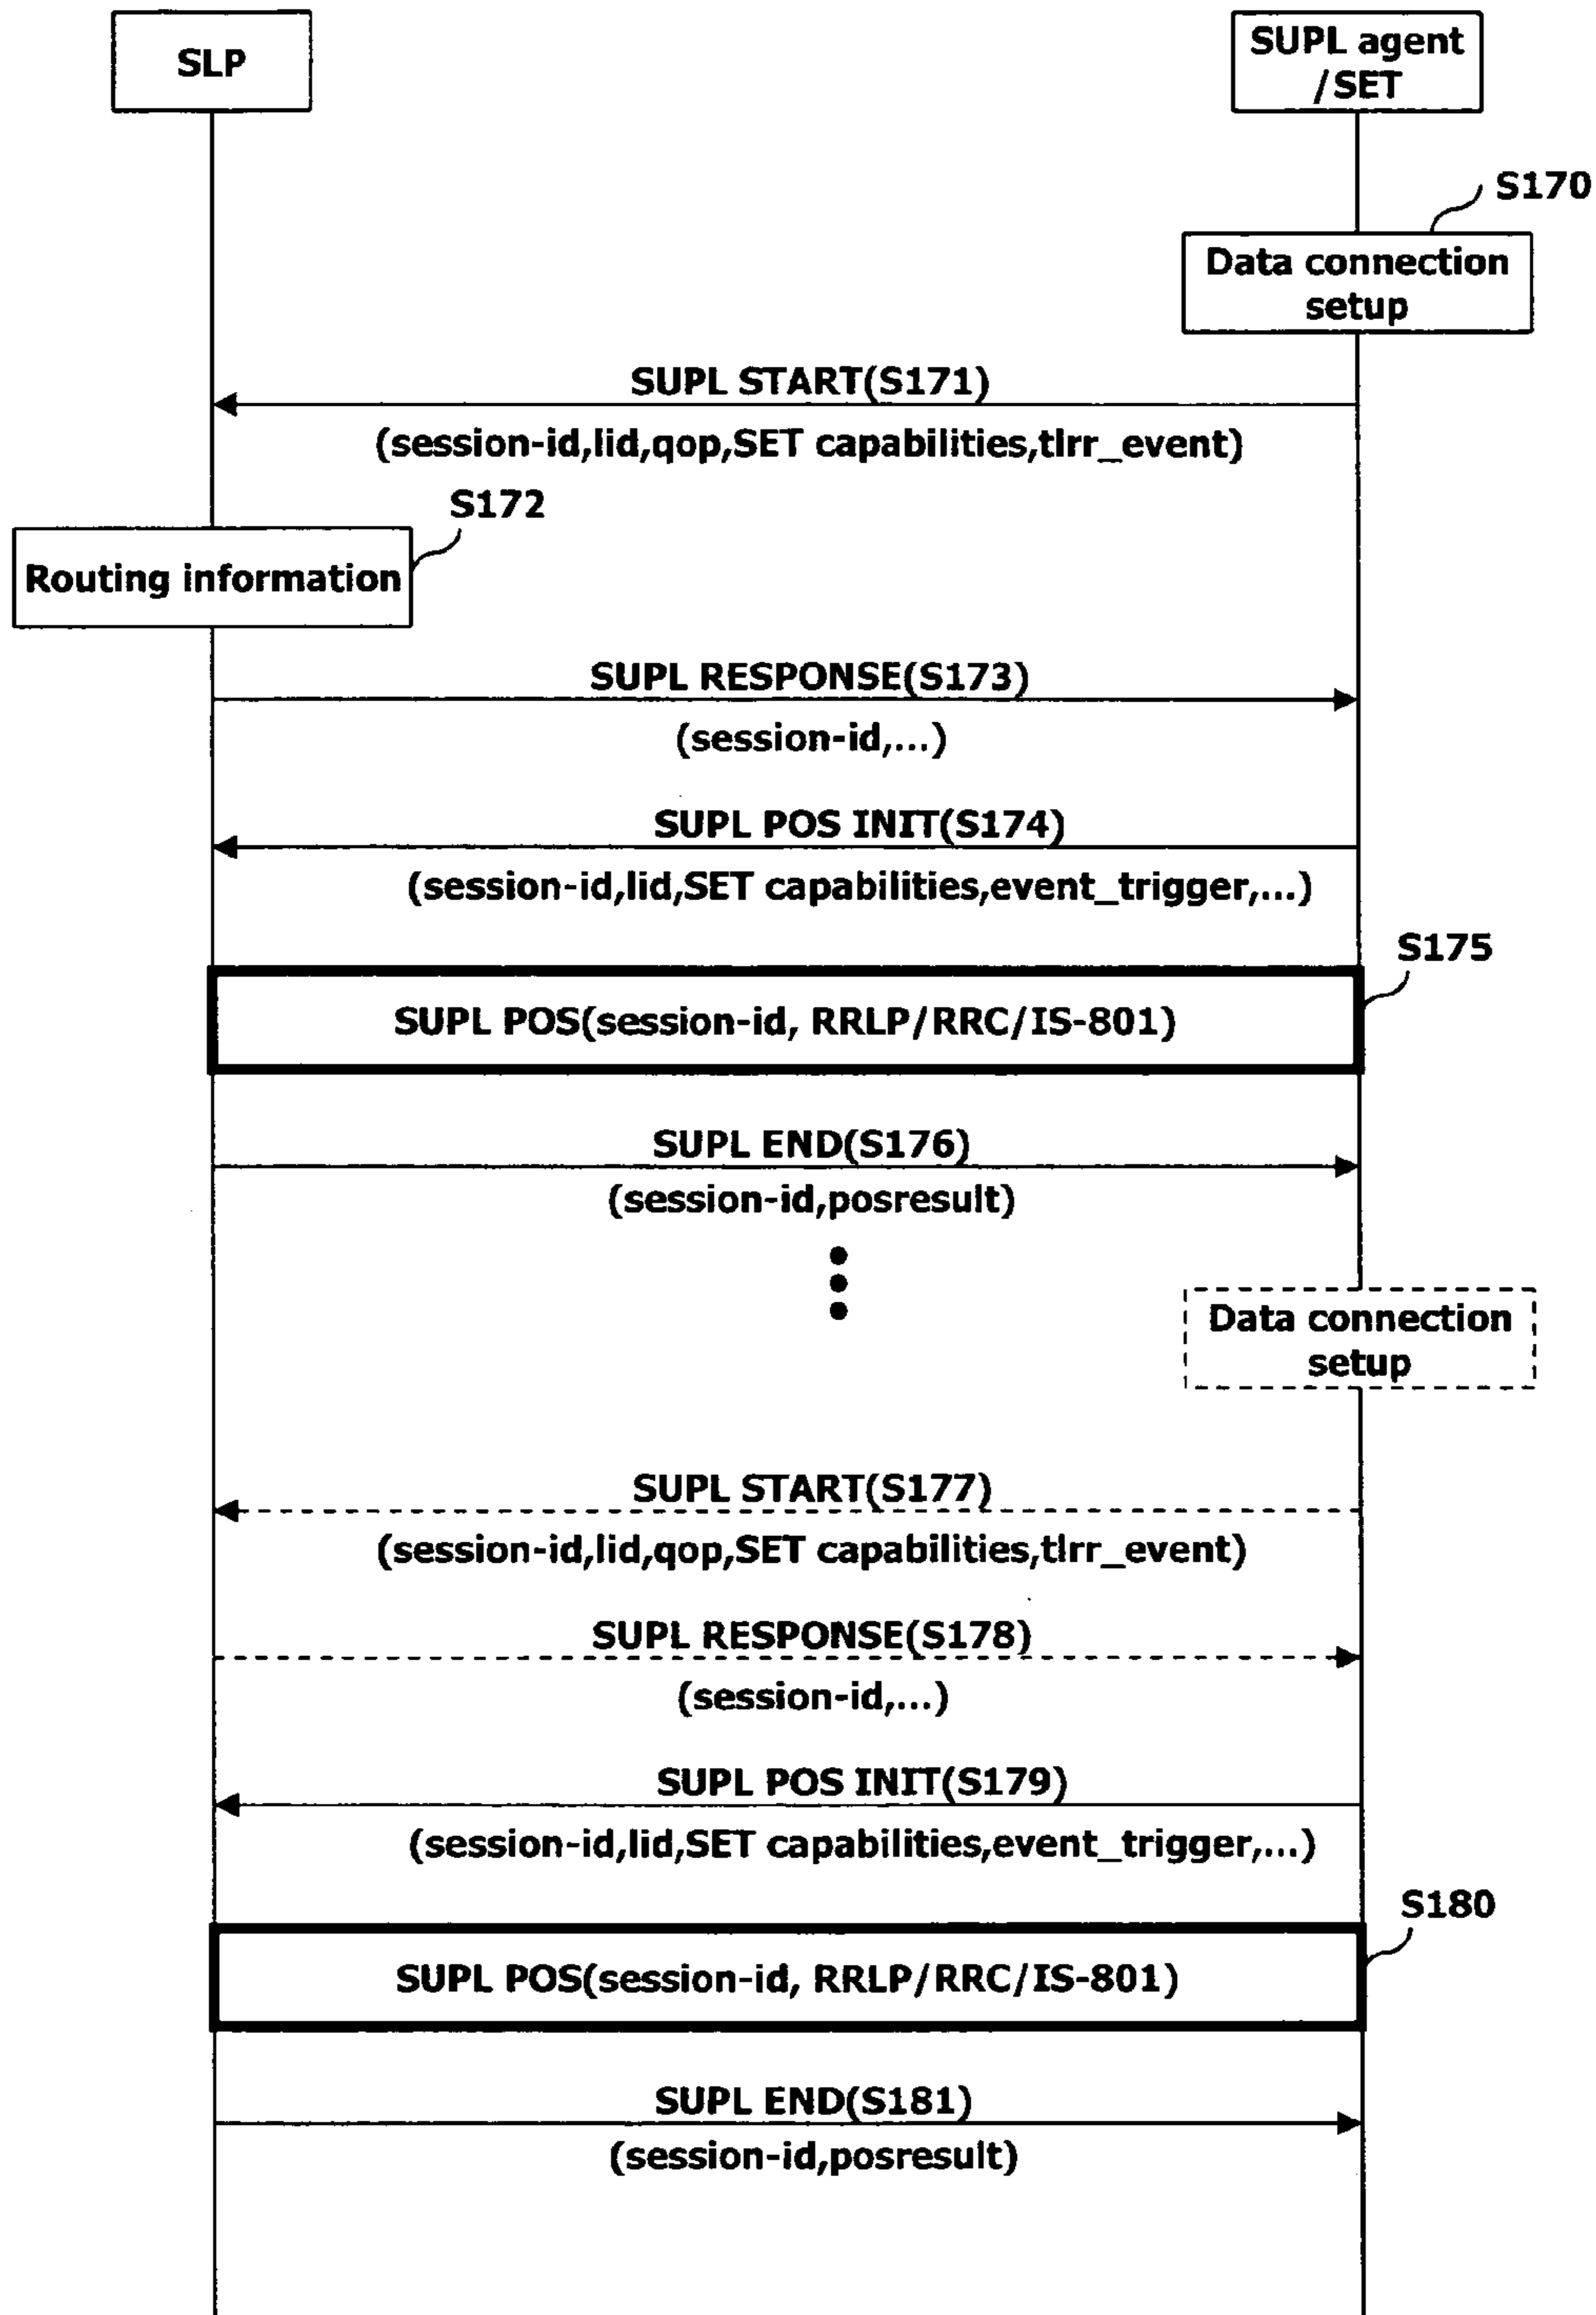 SLP
SUPL agent
/SET
S170
Data connection
setup
SUPL START(S171)
(session-id,lid,qop,SET capabilities,tlrr_event)
S172
Routing information
SUPL RESPONSE(S173)
(session-id,...)
SUPL POS INIT(S174)
(session-id,lid,SET capabilities,event_trigger,...)
S175
SUPL POS(session-id, RRLP/RRC/IS-801)
SUPL END(S176)
(session-id,posresult)
Data connection
setup
SUPL START(S177)
(session-id,lid,qop,SET capabilities,tlrr_event)
SUPL RESPONSE(S178)
(session-id,...)
SUPL POS INIT(S179)
(session-id,lid,SET capabilities,event_trigger,...)
S180
SUPL POS(session-id, RRLP/RRC/IS-801)
SUPL END(S181)
(session-id,posresult)